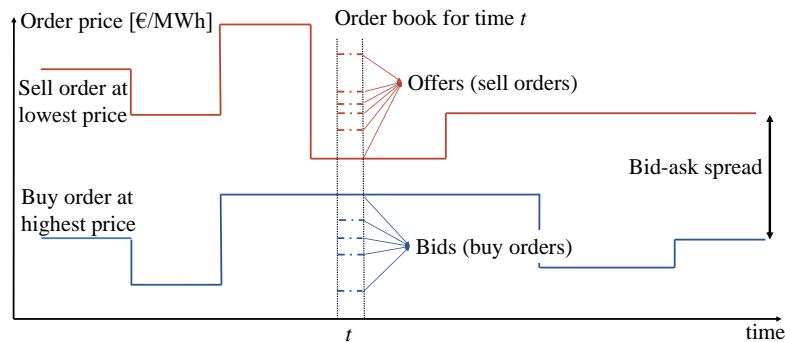 Order price [€/MWh]
Order book for time t
Sell order at
lowest price
Offers (sell orders)
Bid-ask spread
Buy order at
highest price
Bids (buy orders)
t
time